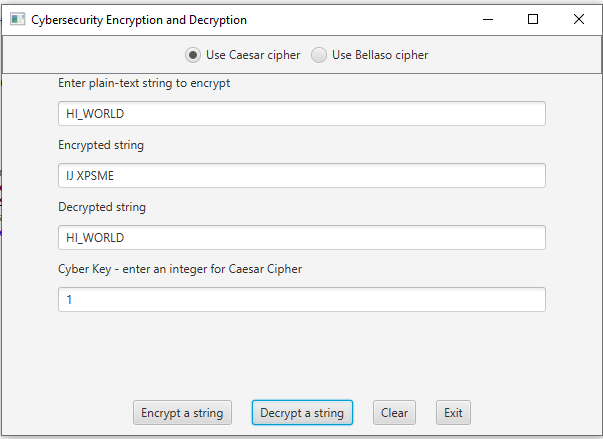 Cybersecurity Encryption and Decryption
Use Caesar cipher Use Bellaso cipher
Enter plain-text string to encrypt
HI_WORLD
Encrypted string
IJ XPSME
Decrypted string
HI_WORLD
Cyber Key - enter an integer for Caesar Cipher
1
Encrypt a string Decrypt a string Clear Exit